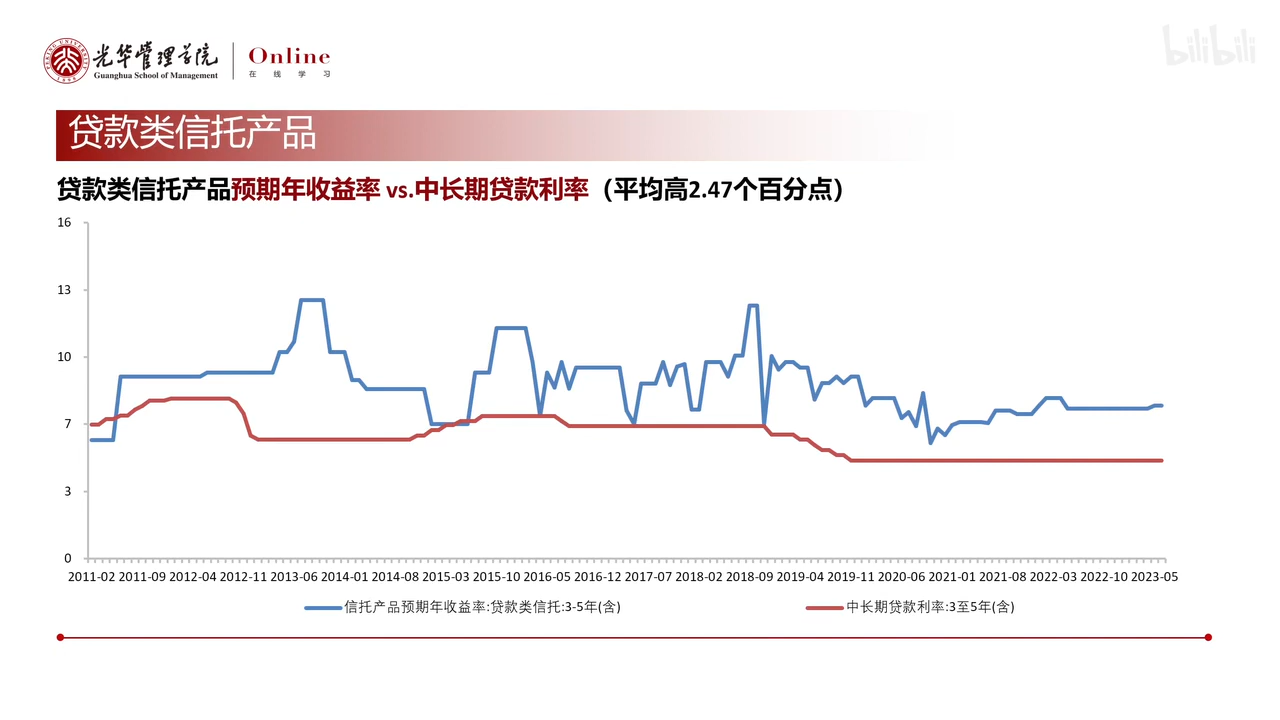 光华管理学院
Guanghua School of Management
Online
在线学习
PEKING UNIVERSITY
1898
bilibili
贷款类信托产品
贷款类信托产品预期年收益率 vs.中长期贷款利率（平均高2.47个百分点）
16
13
10
7
3
0
2011-02 2011-09 2012-04 2012-11 2013-06 2014-01 2014-08 2015-03 2015-10 2016-05 2016-12 2017-07 2018-02 2018-09 2019-04 2019-11 2020-06 2021-01 2021-08 2022-03 2022-10 2023-05
信托产品预期年收益率:贷款类信托:3-5年(含) 中长期贷款利率:3至5年(含)